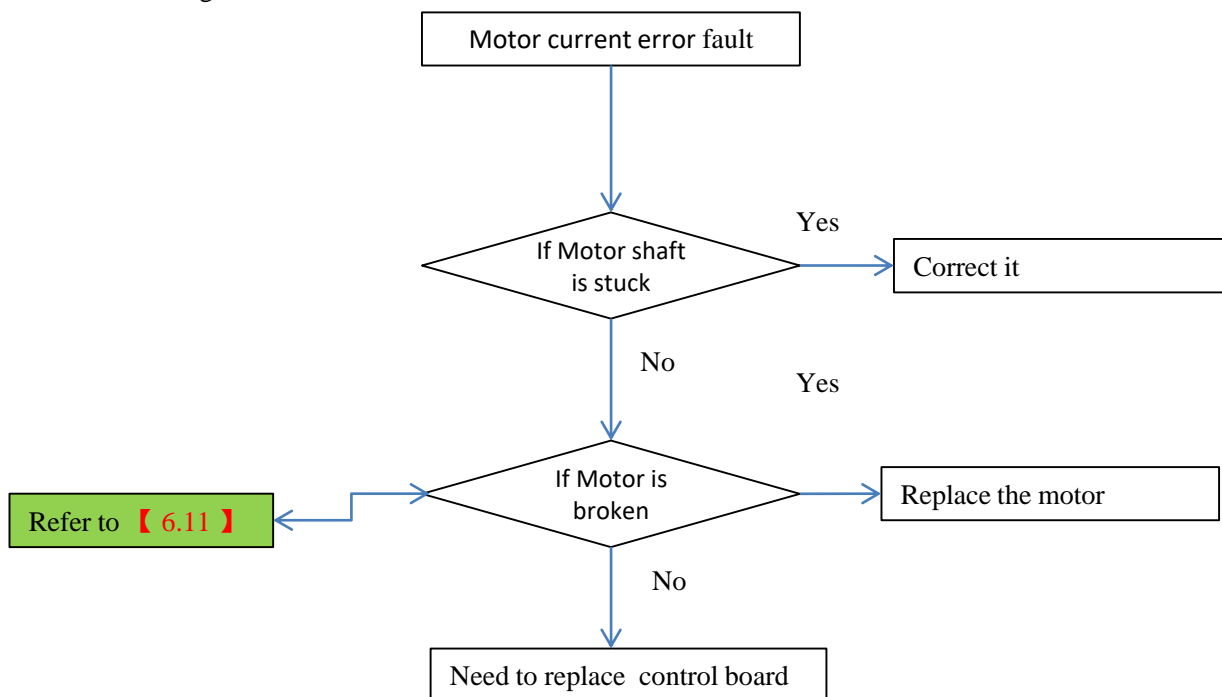 Motor current error fault
If Motor shaft
is stuck
Yes
Correct it
No
Yes
If Motor is
broken
Replace the motor
Refer to 【 6.11 】
No
Need to replace control board